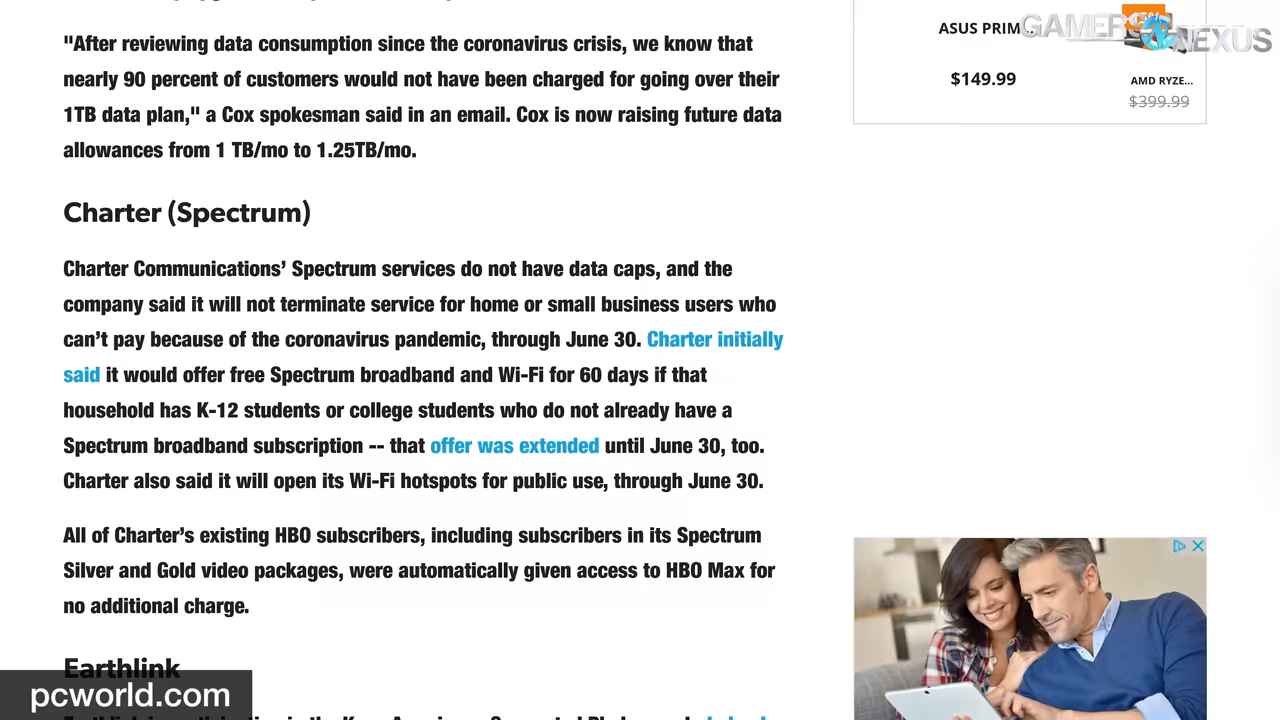 "After reviewing data consumption since the coronavirus crisis, we know that
nearly 90 percent of customers would not have been charged for going over their
1TB data plan," a Cox spokesman said in an email. Cox is now raising future data
allowances from 1 TB/mo to 1.25TB/mo.
Charter (Spectrum)
Charter Communications’ Spectrum services do not have data caps, and the
company said it will not terminate service for home or small business users who
can’t pay because of the coronavirus pandemic, through June 30. Charter initially
said it would offer free Spectrum broadband and Wi-Fi for 60 days if that
household has K-12 students or college students who do not already have a
Spectrum broadband subscription -- that offer was extended until June 30, too.
Charter also said it will open its Wi-Fi hotspots for public use, through June 30.
All of Charter’s existing HBO subscribers, including subscribers in its Spectrum
Silver and Gold video packages, were automatically given access to HBO Max for
no additional charge.
Earthlink
pcworld.com
ASUS PRIM...
$149.99
AMD RYZE...
$399.99
GAMERS NEXUS